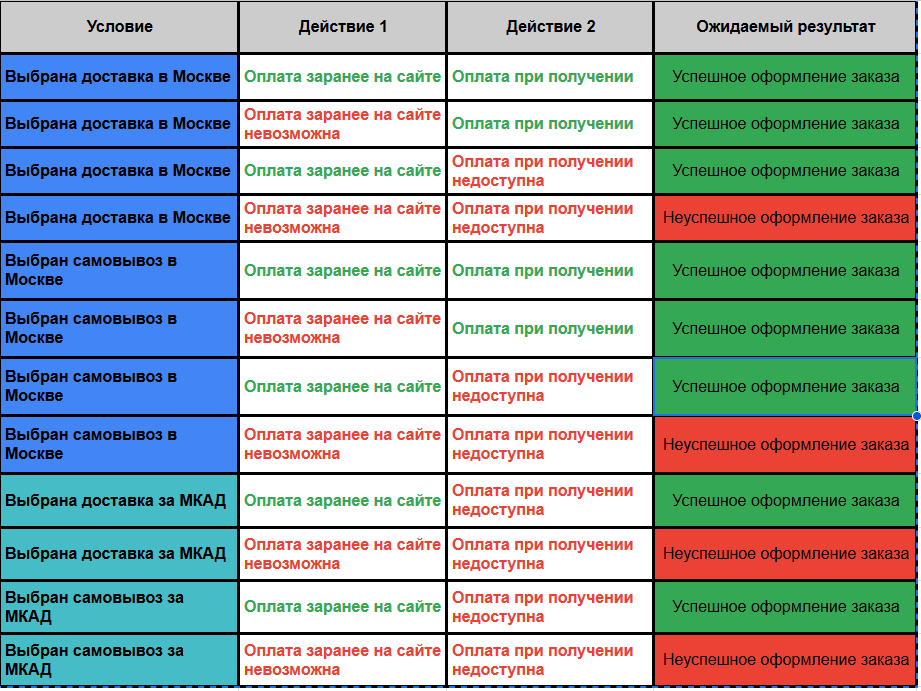 Условие Действие 1 Действие 2 Ожидаемый результат
Выбрана доставка в Москве Оплата заранее на сайте Оплата при получении Успешное оформление заказа
Выбрана доставка в Москве Оплата заранее на сайте
невозможна Оплата при получении Успешное оформление заказа
Выбрана доставка в Москве Оплата заранее на сайте Оплата при получении
недоступна Успешное оформление заказа
Выбрана доставка в Москве Оплата заранее на сайте
невозможна Оплата при получении
недоступна Неуспешное оформление заказа
Выбран самовывоз в
Москве Оплата заранее на сайте Оплата при получении Успешное оформление заказа
Выбран самовывоз в
Москве Оплата заранее на сайте
невозможна Оплата при получении Успешное оформление заказа
Выбран самовывоз в
Москве Оплата заранее на сайте Оплата при получении
недоступна Успешное оформление заказа
Выбран самовывоз в
Москве Оплата заранее на сайте
невозможна Оплата при получении
недоступна Неуспешное оформление заказа
Выбрана доставка за МКАД Оплата заранее на сайте Оплата при получении
недоступна Успешное оформление заказа
Выбрана доставка за МКАД Оплата заранее на сайте
невозможна Оплата при получении
недоступна Неуспешное оформление заказа
Выбран самовывоз за
МКАД Оплата заранее на сайте Оплата при получении
недоступна Успешное оформление заказа
Выбран самовывоз за
МКАД Оплата заранее на сайте
невозможна Оплата при получении
недоступна Неуспешное оформление заказа